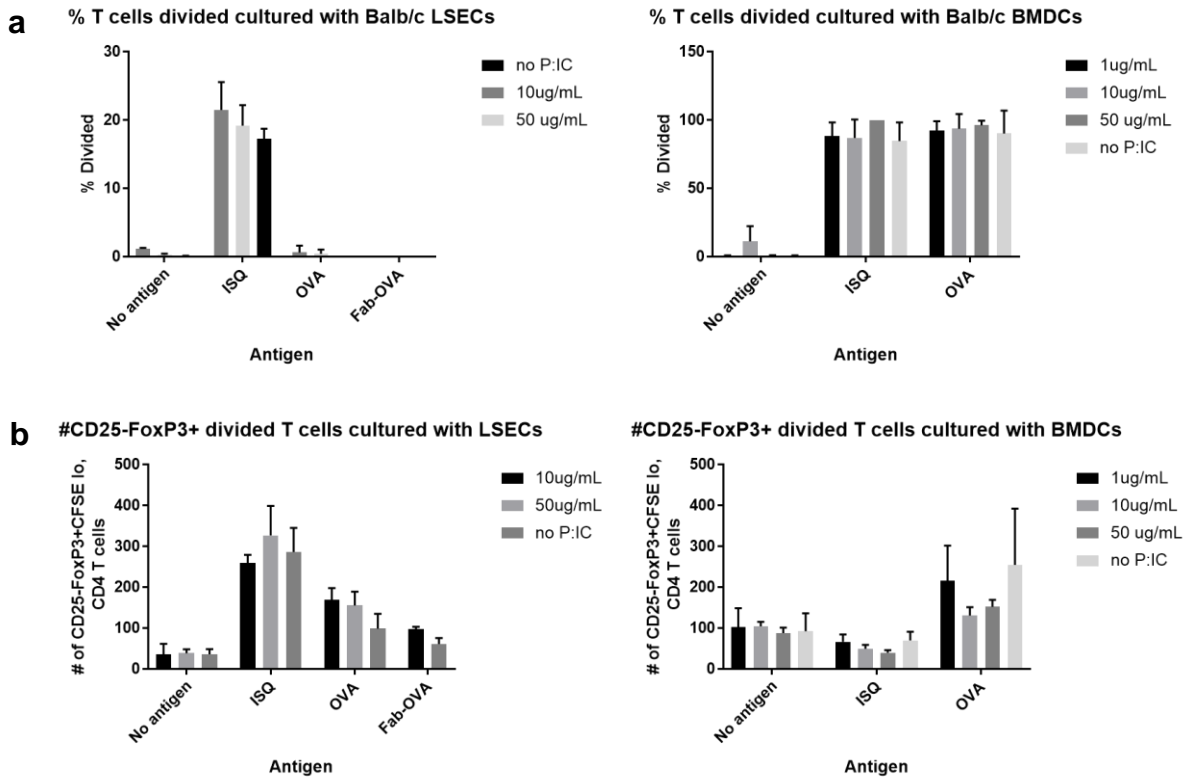 a
% T cells divided cultured with Balb/c LSECs
% Divided
30
20
10
0
No antigen
ISQ
OVA
Fab-OVA
Antigen
no P:IC
10ug/mL
50 ug/mL
% T cells divided cultured with Balb/c BMDCs
% Divided
150
100
50
0
No antigen
ISQ
OVA
Antigen
1ug/mL
10ug/mL
50 ug/mL
no P:IC
b
#CD25-FoxP3+ divided T cells cultured with LSECs
# of CD25-FoxP3+CFSE lo,
CD4 T cells
500
400
300
200
100
0
No antigen
ISQ
OVA
Fab-OVA
Antigen
10ug/mL
50ug/mL
no P:IC
#CD25-FoxP3+ divided T cells cultured with BMDCs
# of CD25-FoxP3+CFSE lo,
CD4 T cells
500
400
300
200
100
0
No antigen
ISQ
OVA
Antigen
1ug/mL
10ug/mL
50 ug/mL
no P:IC